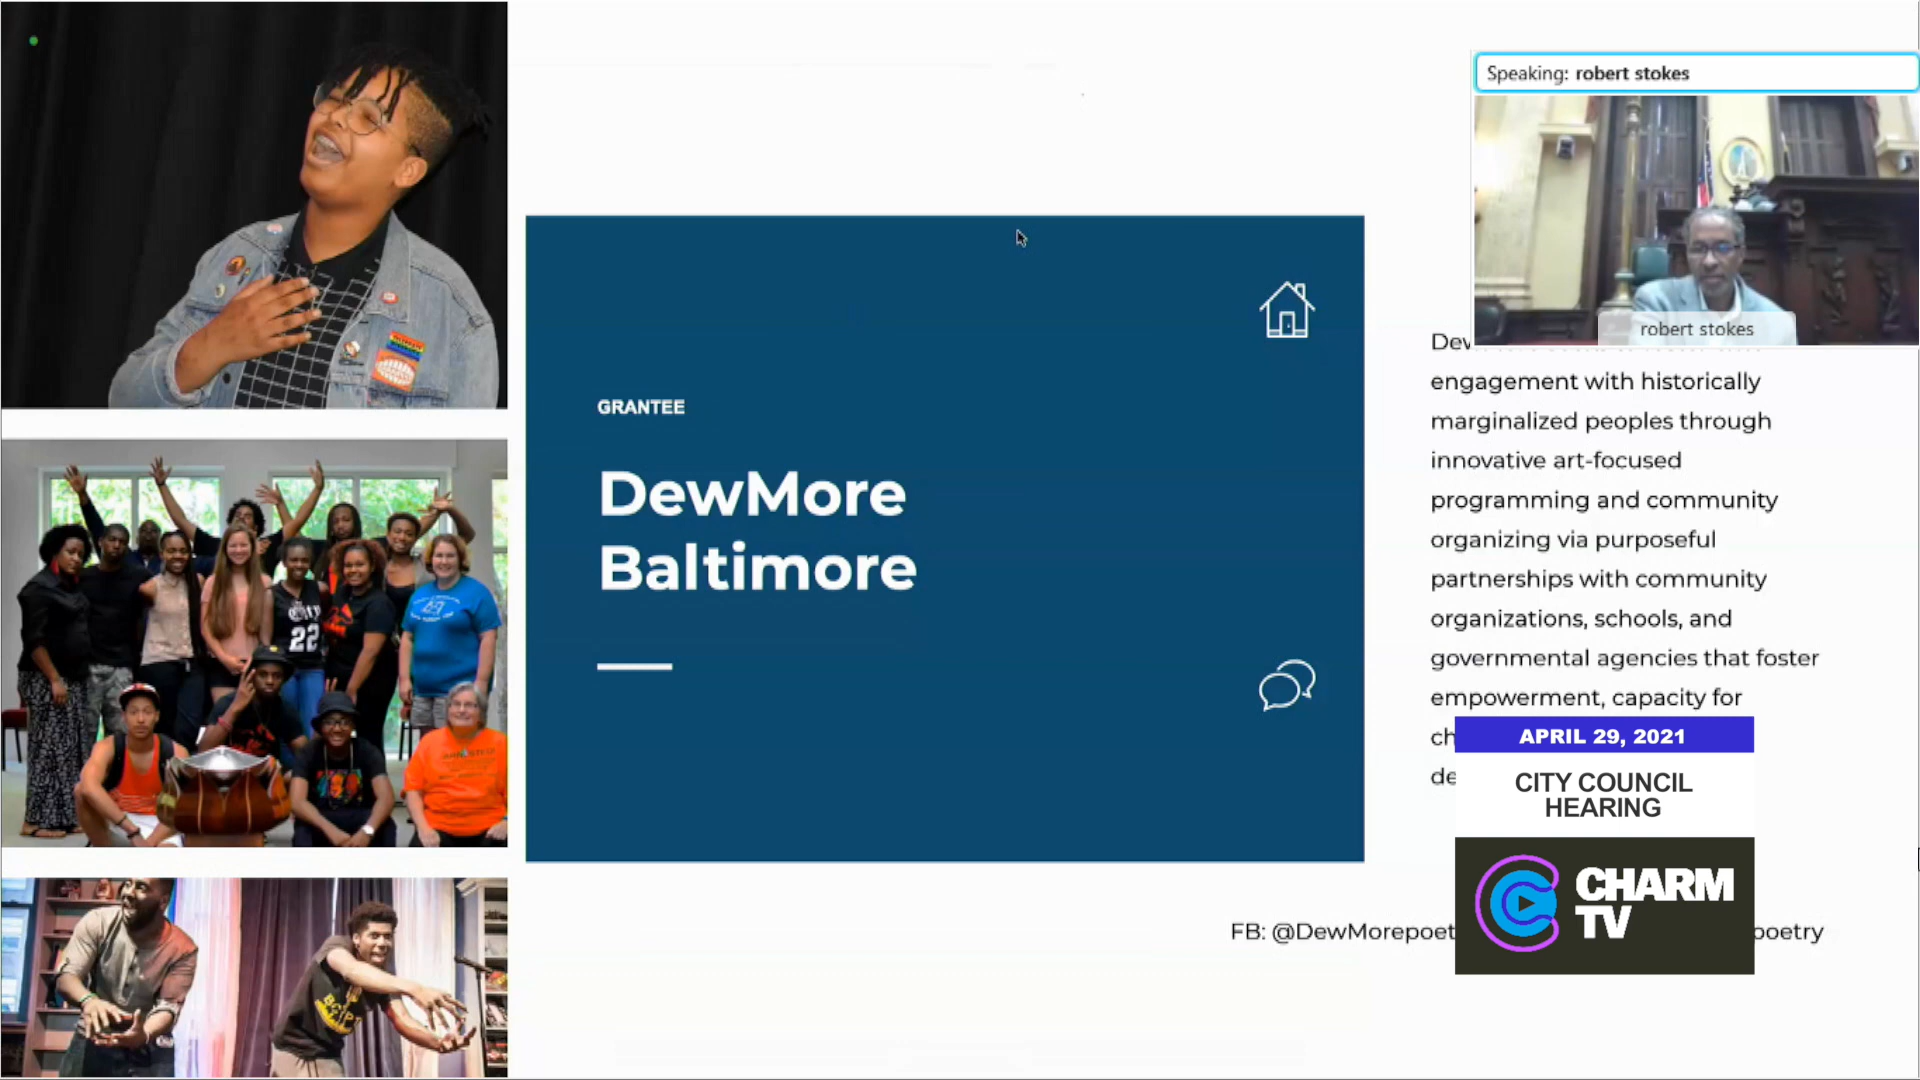 Speaking: robert stokes
robert stokes
GRANTEE
DewMore
Baltimore
engagement with historically
marginalized peoples through
innovative art-focused
programming and community
organizing via purposeful
partnerships with community
organizations, schools, and
governmental agencies that foster
empowerment, capacity for
APRIL 29, 2021
CITY COUNCIL
HEARING
CHARM
TV
FB: @DewMorepoet
poetry
22